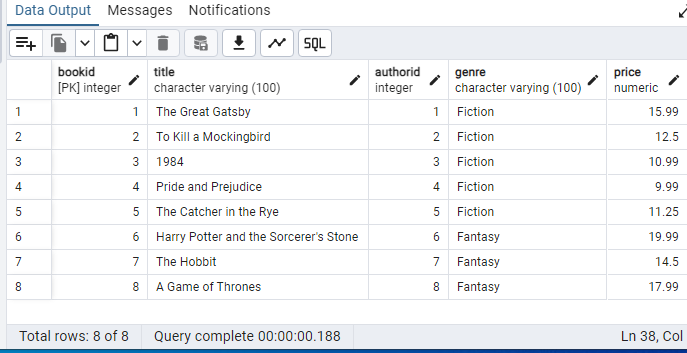 Data Output Messages Notifications
SQL
bookid title authorid genre price
[PK] integer character varying (100) integer character varying (100) numeric
1 1 The Great Gatsby 1 Fiction 15.99
2 2 To Kill a Mockingbird 2 Fiction 12.5
3 3 1984 3 Fiction 10.99
4 4 Pride and Prejudice 4 Fiction 9.99
5 5 The Catcher in the Rye 5 Fiction 11.25
6 6 Harry Potter and the Sorcerer's Stone 6 Fantasy 19.99
7 7 The Hobbit 7 Fantasy 14.5
8 8 A Game of Thrones 8 Fantasy 17.99
Total rows: 8 of 8 Query complete 00:00:00.188 Ln 38, Col